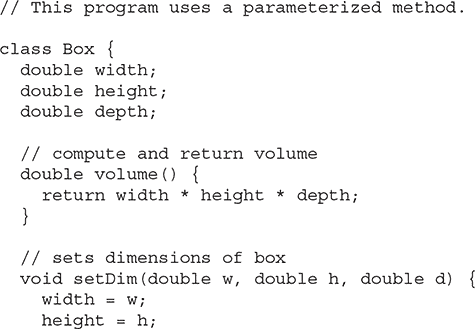 // This program uses a parameterized method.
class Box {
double width;
double height;
double depth;
// compute and return volume
double volume() {
return width * height * depth;
}
// sets dimensions of box
void setDim(double w, double h, double d) {
width = w;
height = h;